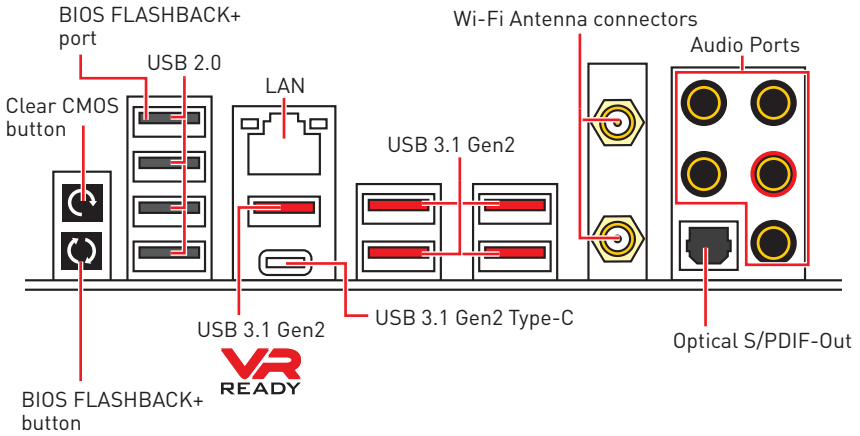 BIOS FLASHBACK+
port
Wi-Fi Antenna connectors
Audio Ports
USB 2.0
LAN
Clear CMOS
button
USB 3.1 Gen2
USB 3.1 Gen2
USB 3.1 Gen2 Type-C
Optical S/PDIF-Out
VR
READY
BIOS FLASHBACK+
button